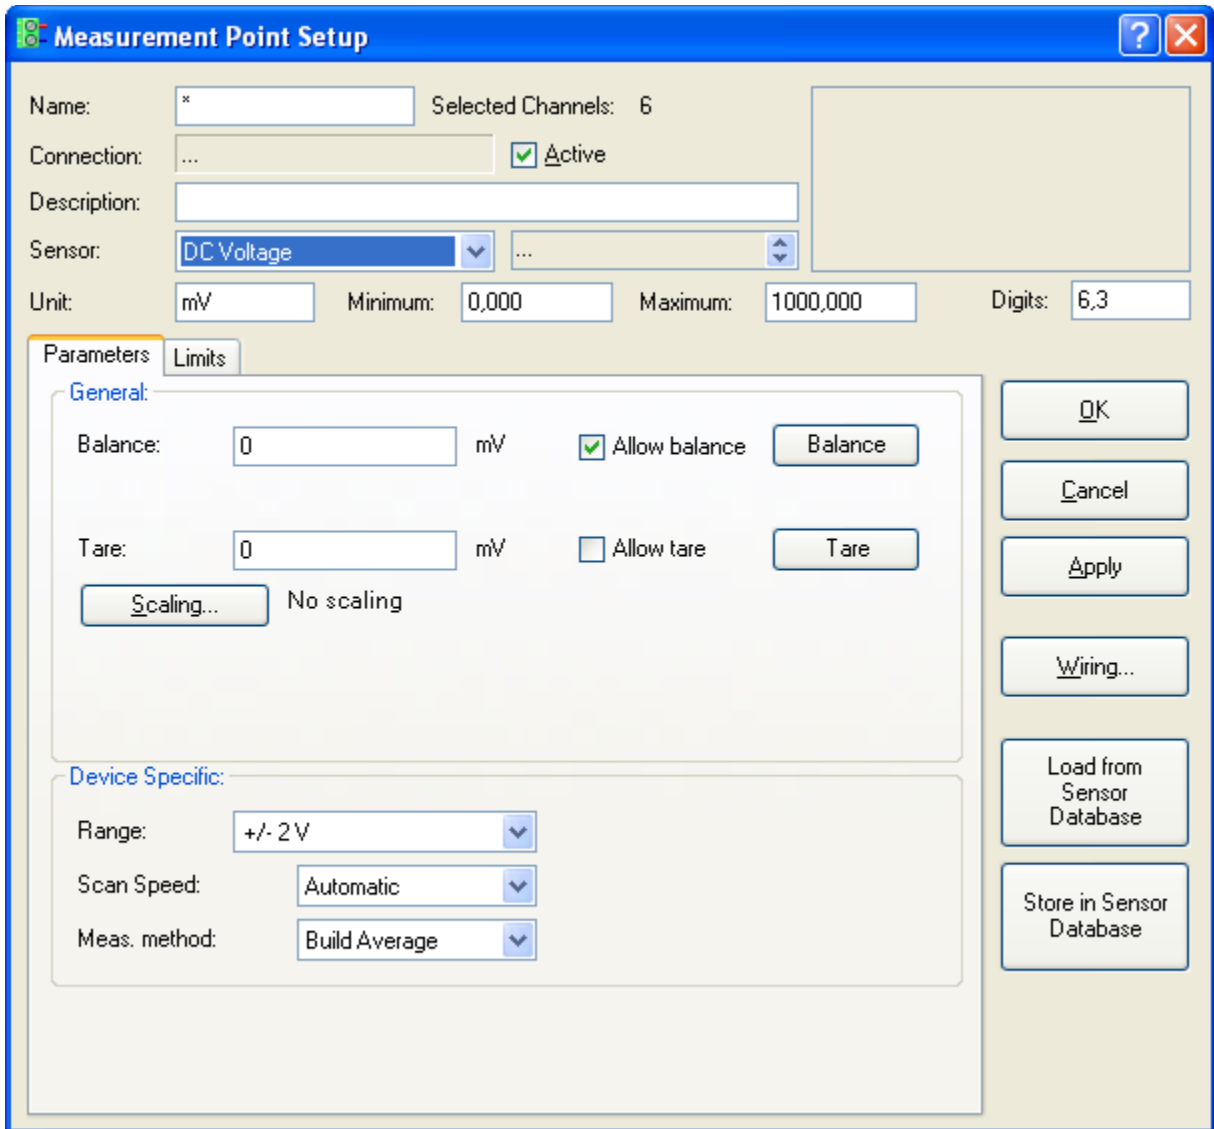 Measurement Point Setup
Name: * Selected Channels: 6
Connection: ... Active
Description:
Sensor: DC Voltage ...
Unit: mV Minimum: 0,000 Maximum: 1000,000 Digits: 6,3
Parameters Limits
General:
Balance: 0 mV Allow balance Balance
Tare: 0 mV Allow tare Tare
Scaling... No scaling
Device Specific:
Range: +/- 2 V
Scan Speed: Automatic
Meas. method: Build Average
OK
Cancel
Apply
Wiring...
Load from
Sensor
Database
Store in Sensor
Database